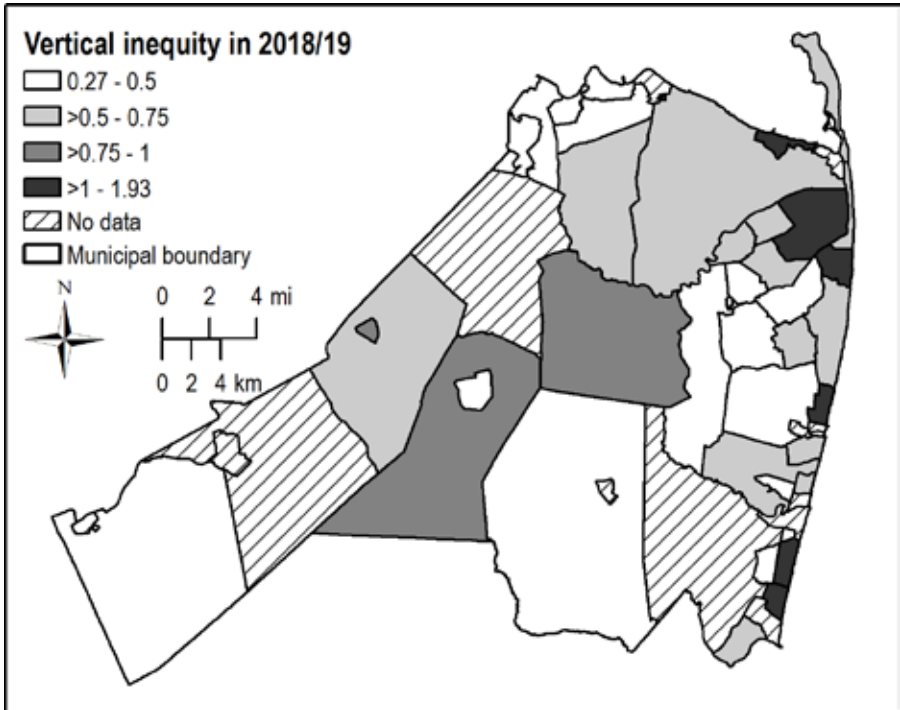 Vertical inequity in 2018/19
0.27 - 0.5
>0.5 - 0.75
>0.75 - 1
>1 - 1.93
No data
Municipal boundary
N
0 2 4 mi
0 2 4 km